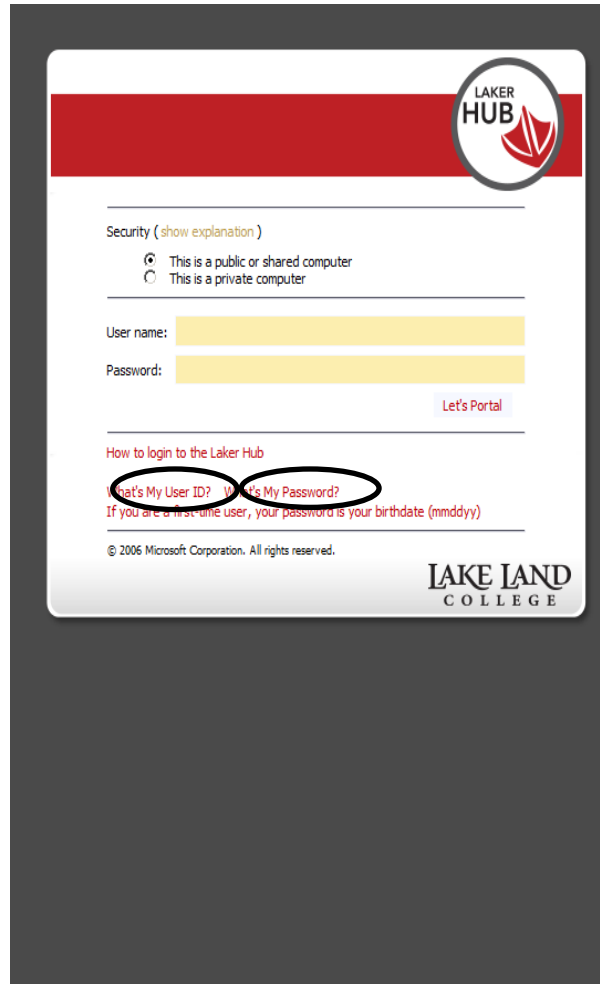 LAKER
HUB
Security ( show explanation )
This is a public or shared computer
This is a private computer
User name:
Password:
Let's Portal
How to login to the Laker Hub
What's My User ID? What's My Password?
If you are a first-time user, your password is your birthdate (mmddyy)
© 2006 Microsoft Corporation. All rights reserved.
LAKE LAND
COLLEGE